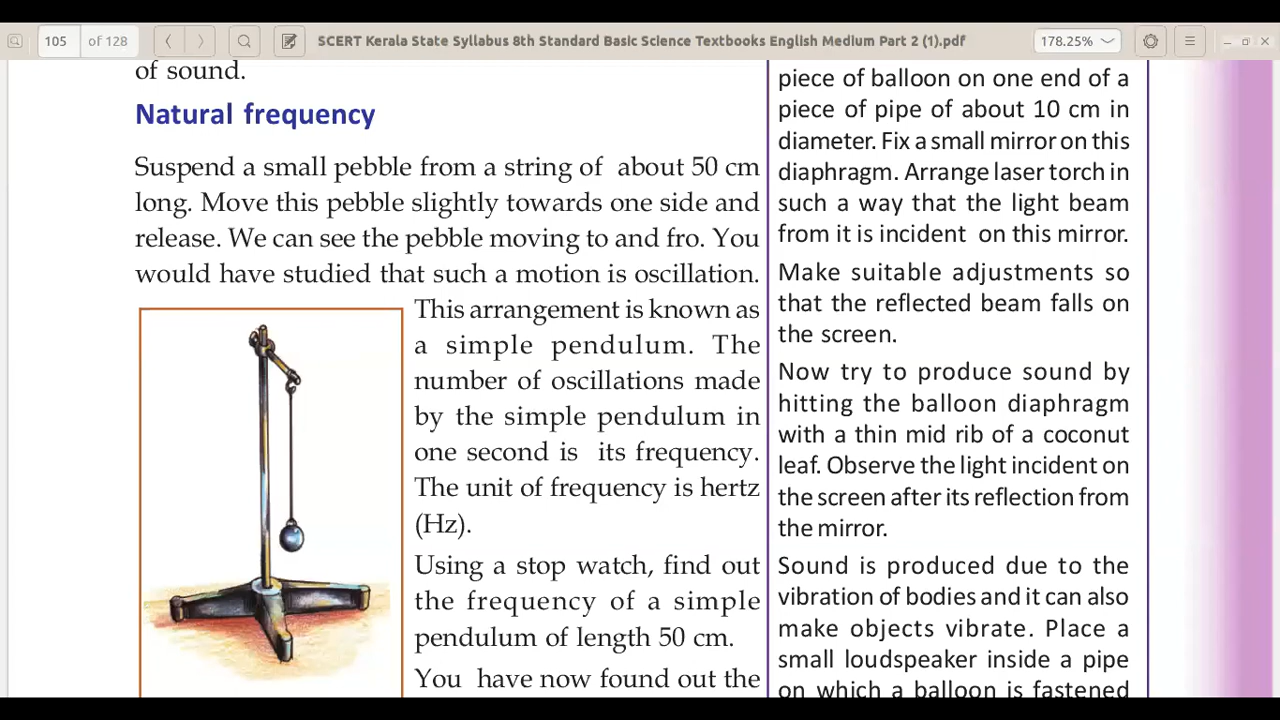 105 of 128
SCERT Kerala State Syllabus 8th Standard Basic Science Textbooks English Medium Part 2 (1).pdf
178.25%
of sound.
Natural frequency
Suspend a small pebble from a string of about 50 cm
long. Move this pebble slightly towards one side and
release. We can see the pebble moving to and fro. You
would have studied that such a motion is oscillation.
This arrangement is known as
a simple pendulum. The
number of oscillations made
by the simple pendulum in
one second is its frequency.
The unit of frequency is hertz
(Hz).
Using a stop watch, find out
the frequency of a simple
pendulum of length 50 cm.
You have now found out the
piece of balloon on one end of a
piece of pipe of about 10 cm in
diameter. Fix a small mirror on this
diaphragm. Arrange laser torch in
such a way that the light beam
from it is incident on this mirror.
Make suitable adjustments so
that the reflected beam falls on
the screen.
Now try to produce sound by
hitting the balloon diaphragm
with a thin mid rib of a coconut
leaf. Observe the light incident on
the screen after its reflection from
the mirror.
Sound is produced due to the
vibration of bodies and it can also
make objects vibrate. Place a
small loudspeaker inside a pipe
on which a balloon is fastened